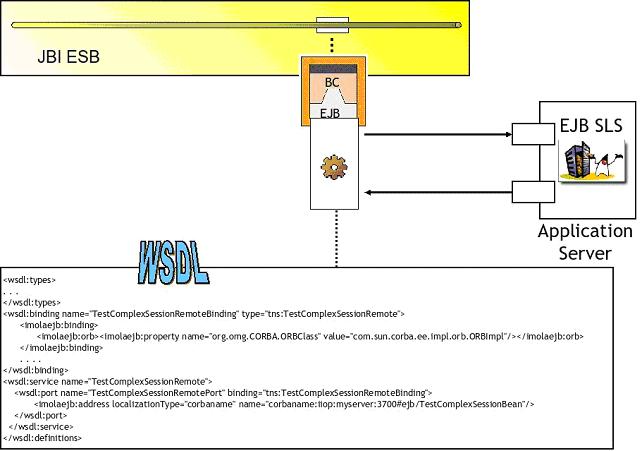 JBI ESB
BC
EJB
EJB SLS
Application
Server
WSDL
<wsdl:types>
. . .
</wsdl:types>
<wsdl:binding name="TestComplexSessionRemoteBinding" type="tns:TestComplexSessionRemote">
<imolaejb:binding>
<imolaejb:orb><imolaejb:property name="org.omg.CORBA.ORBClass" value="com.sun.corba.ee.impl.orb.ORBImpl"/></imolaejb:orb>
</imolaejb:binding>
. . . .
</wsdl:binding>
<wsdl:service name="TestComplexSessionRemote">
<wsdl:port name="TestComplexSessionRemotePort" binding="tns:TestComplexSessionRemoteBinding">
<imolaejb:address localizationType="corbaname" name="corbaname:iiop:myserver:3700#ejb/TestComplexSessionBean"/>
</wsdl:port>
</wsdl:service>
</wsdl:definitions>